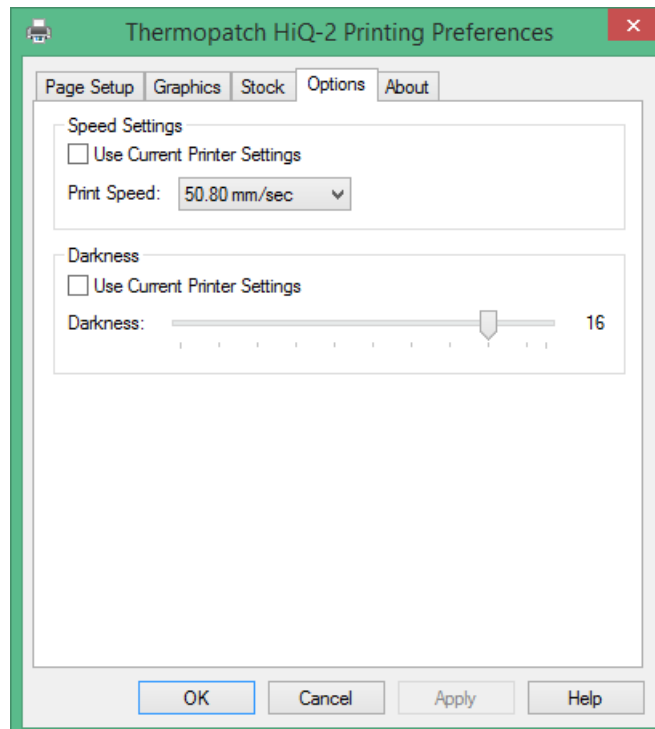 Thermopatch HiQ-2 Printing Preferences
Page Setup Graphics Stock Options About
Speed Settings
Use Current Printer Settings
Print Speed: 50.80 mm/sec
Darkness
Use Current Printer Settings
Darkness: 16
OK Cancel Apply Help